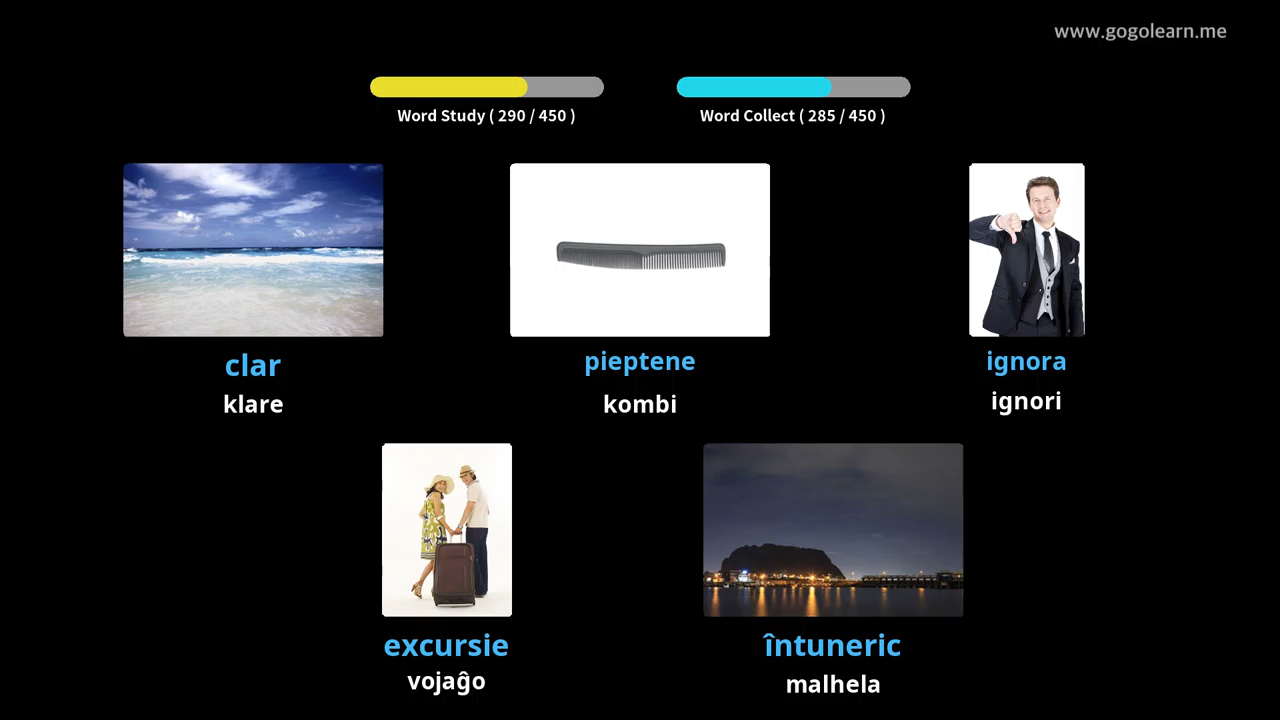 www.gogolearn.me
Word Study ( 290 / 450 )
Word Collect ( 285 / 450 )
clar
klare
pieptene
kombi
ignora
ignori
excursie
vojaĝo
întuneric
malhela